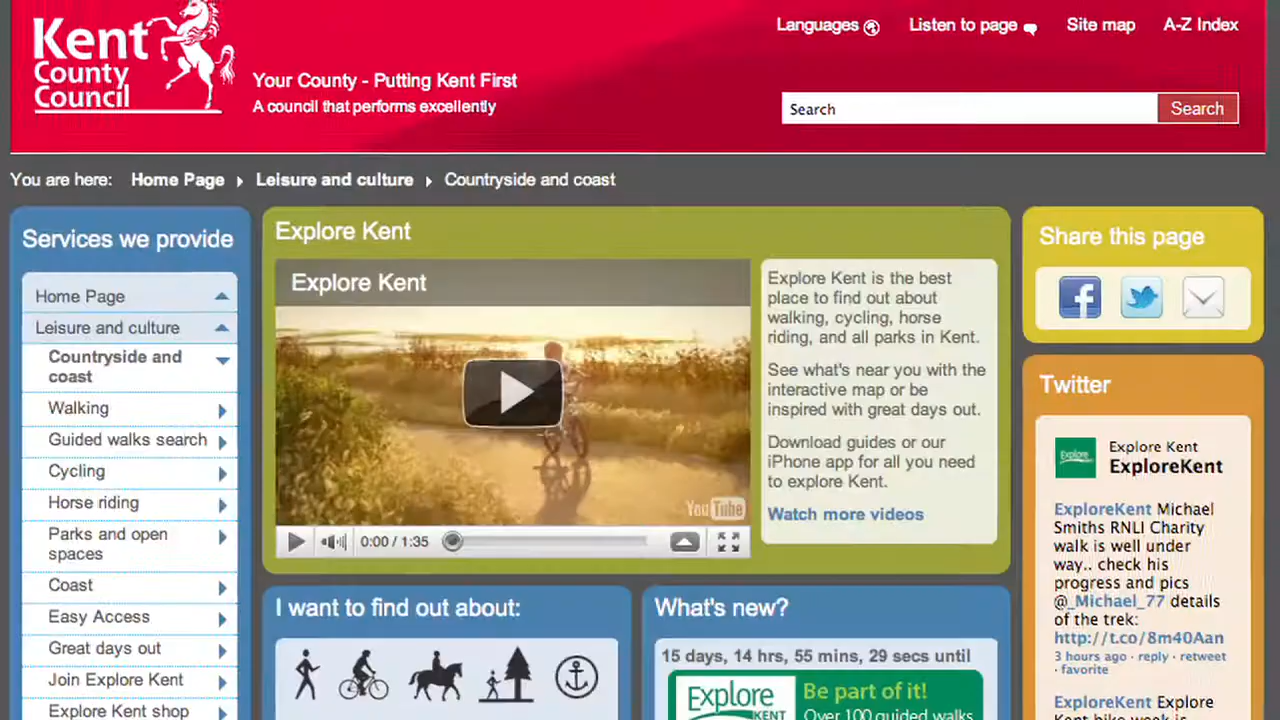 Kent
County
Council
Your County - Putting Kent First
A council that performs excellently
Languages
Listen to page
Site map
A-Z Index
Search
Search
You are here: Home Page Leisure and culture Countryside and coast
Services we provide
Home Page
Leisure and culture
Countryside and
coast
Walking
Guided walks search
Cycling
Horse riding
Parks and open
spaces
Coast
Easy Access
Great days out
Join Explore Kent
Explore Kent shop
Explore Kent
Explore Kent
YouTube
0:00 / 1:35
Explore Kent is the best
place to find out about
walking, cycling, horse
riding, and all parks in Kent.
See what's near you with the
interactive map or be
inspired with great days out.
Download guides or our
iPhone app for all you need
to explore Kent.
Watch more videos
I want to find out about:
What's new?
15 days, 14 hrs, 55 mins, 29 secs until
Explore
KENT
Be part of it!
Over 100 guided walks
Share this page
Twitter
Explore
Explore Kent
ExploreKent
ExploreKent Michael
Smiths RNLI Charity
walk is well under
way.. check his
progress and pics
@_Michael_77 details
of the trek:
http://t.co/8m40Aan
3 hours ago · reply · retweet
· favorite
ExploreKent Explore
Kent bike week is